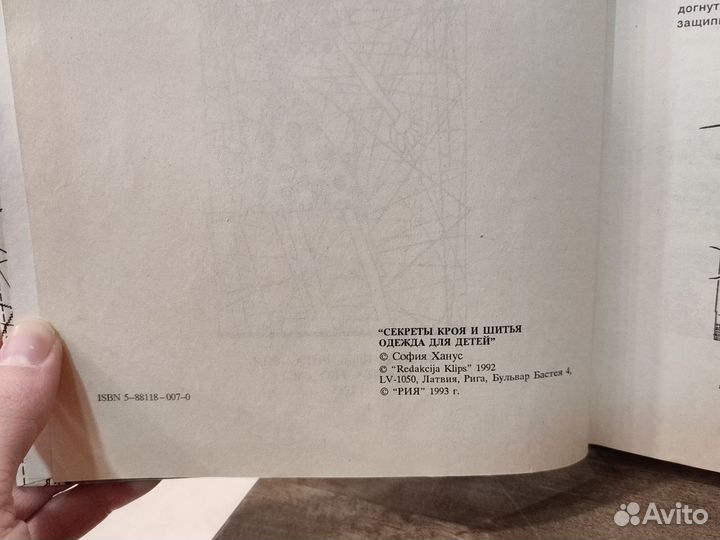 догнут
защип
"СЕКРЕТЫ КРОЯ И ШИТЬЯ
ОДЕЖДА ДЛЯ ДЕТЕЙ"
© София Ханус
© "Redakcija Klips" 1992
LV-1050, Латвия, Рига, Бульвар Бастея 4,
© "РИЯ" 1993 г.
ISBN 5-88118-007-0
Avito